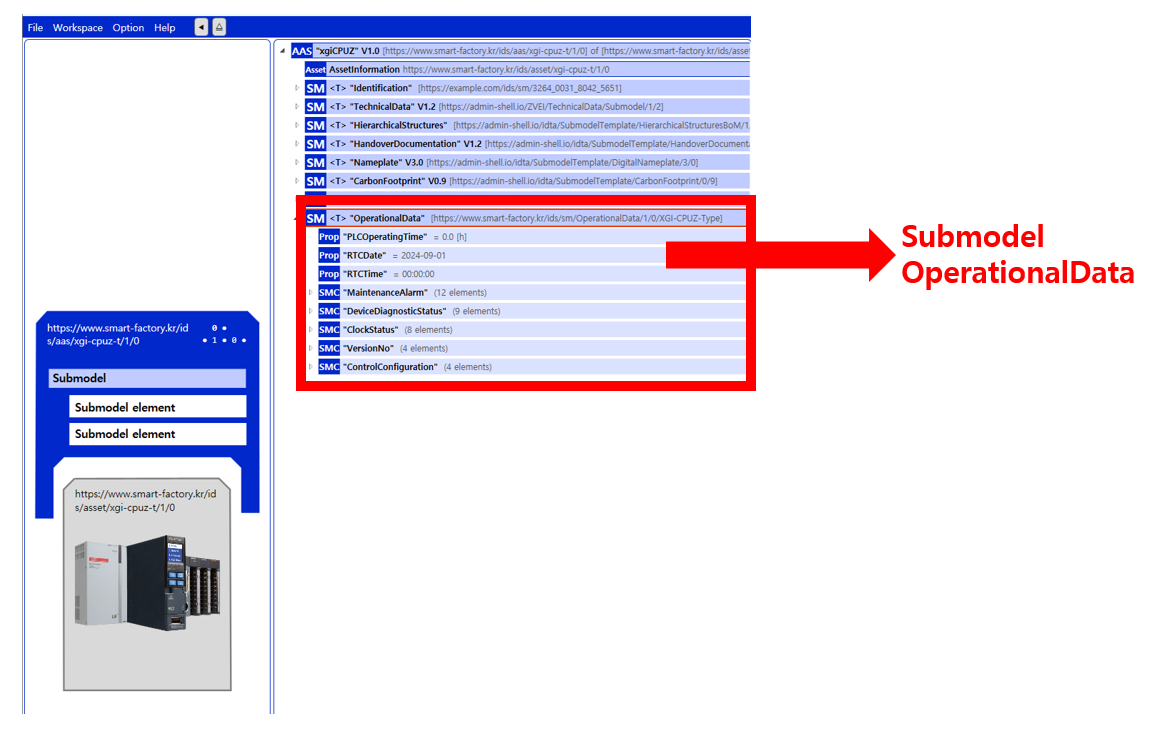 File Workspace Option Help
AAS "xgiCPUZ" V1.0 [https://www.smart-factory.kr/ids/aas/xgi-cpuz-t/1/0] of [https://www.smart-factory.kr/ids/asse
Asset AssetInformation https://www.smart-factory.kr/ids/asset/xgi-cpuz-t/1/0
SM <T> "Identification" [https://example.com/ids/sm/3264_0031_8042_5651]
SM <T> "TechnicalData" V1.2 [https://admin-shell.io/ZVEI/TechnicalData/Submodel/1/2]
SM <T> "HierarchicalStructures" [https://admin-shell.io/idta/SubmodelTemplate/HierarchicalStructuresBoM/1.
SM <T> "HandoverDocumentation" V1.2 [https://admin-shell.io/idta/SubmodelTemplate/HandoverDocumenta
SM <T> "Nameplate" V3.0 [https://admin-shell.io/idta/SubmodelTemplate/DigitalNameplate/3/0]
SM <T> "CarbonFootprint" V0.9 [https://admin-shell.io/idta/SubmodelTemplate/CarbonFootprint/0/9]
SM <T> "OperationalData" [https://www.smart-factory.kr/ids/sm/OperationalData/1/0/XGI-CPUZ-Type]
Prop "PLCOperatingTime" = 0.0 [h]
Prop "RTCDate" = 2024-09-01
Prop "RTCTime" = 00:00:00
SMC "MaintenanceAlarm" (12 elements)
SMC "DeviceDiagnosticStatus" (9 elements)
SMC "ClockStatus" (8 elements)
SMC "VersionNo" (4 elements)
SMC "ControlConfiguration" (4 elements)
Submodel
OperationalData
https://www.smart-factory.kr/id
s/aas/xgi-cpuz-t/1/0
0 •
• 1 • 0 •
Submodel
Submodel element
Submodel element
https://www.smart-factory.kr/id
s/asset/xgi-cpuz-t/1/0